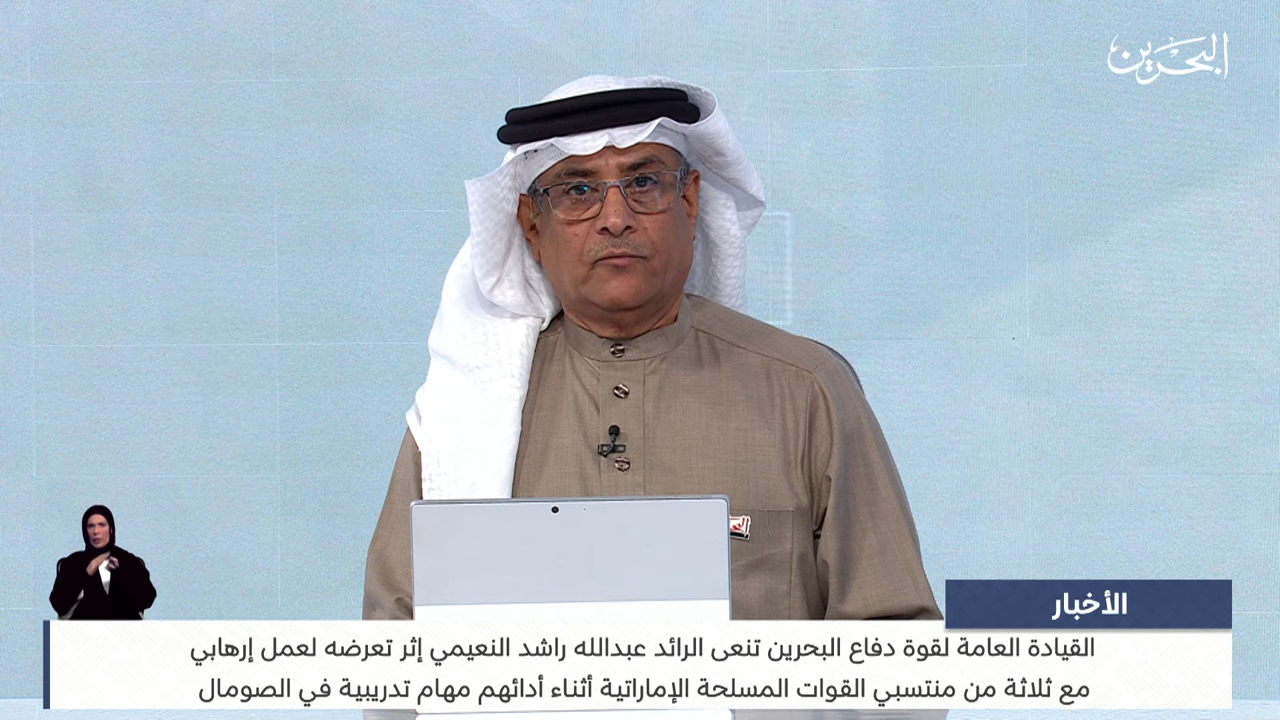 البحرين
الأخبار
القيادة العامة لقوة دفاع البحرين تنعى الرائد عبدالله راشد النعيمي إثر تعرضه لعمل إرهابي
مع ثلاثة من منتسبي القوات المسلحة الإماراتية أثناء أدائهم مهام تدريبية في الصومال